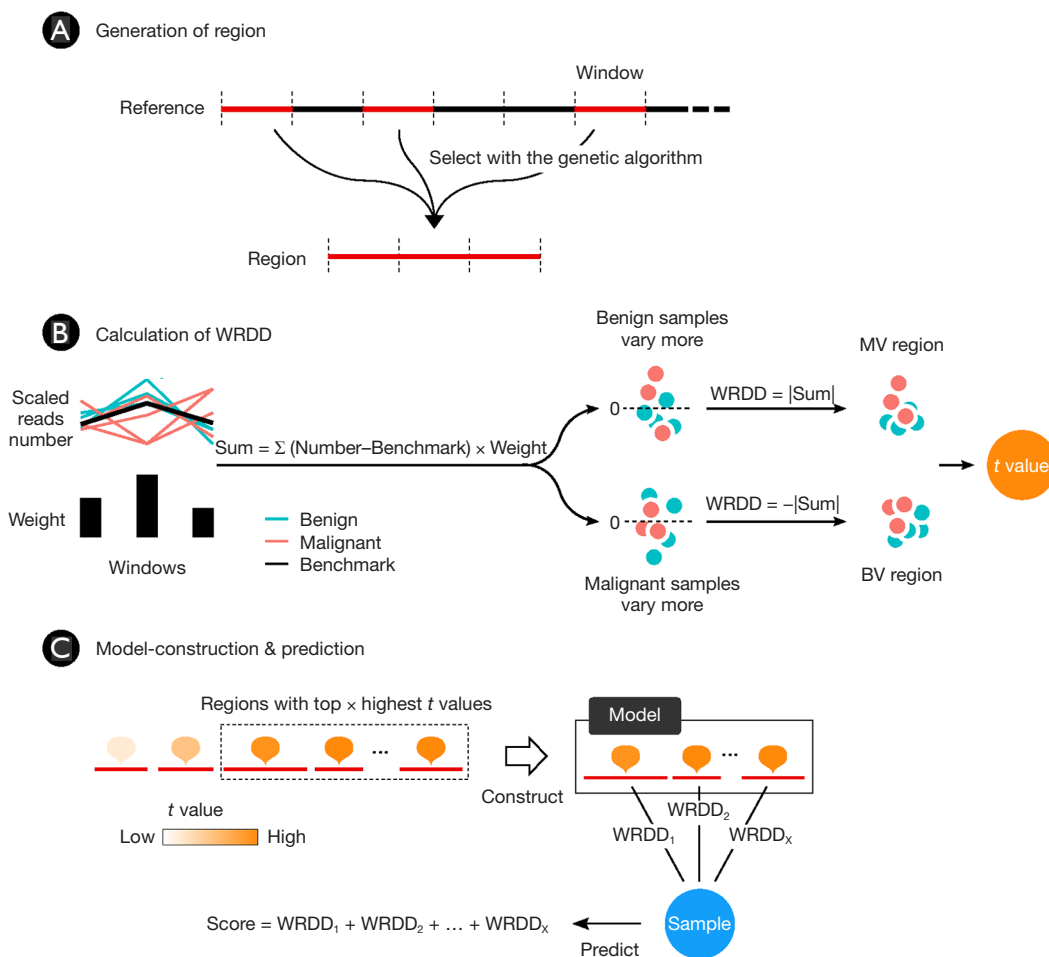 A Generation of region
Window
Reference
Select with the genetic algorithm
Region
B Calculation of WRDD
Scaled
reads
number
Weight
Windows
Benign
Malignant
Benchmark
Sum = Σ (Number–Benchmark) × Weight
Benign samples
vary more
0
WRDD = |Sum|
MV region
0
WRDD = –|Sum|
Malignant samples
vary more
BV region
t value
C Model-construction & prediction
Regions with top × highest t values
...
t value
Low
High
Construct
Model
...
WRDD₁
WRDD₂
WRDDₓ
Sample
Predict
Score = WRDD₁ + WRDD₂ + ... + WRDDₓ